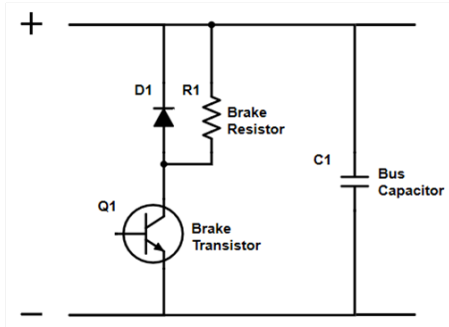 +
D1
R1
Brake
Resistor
C1
Bus
Capacitor
Q1
Brake
Transistor
−